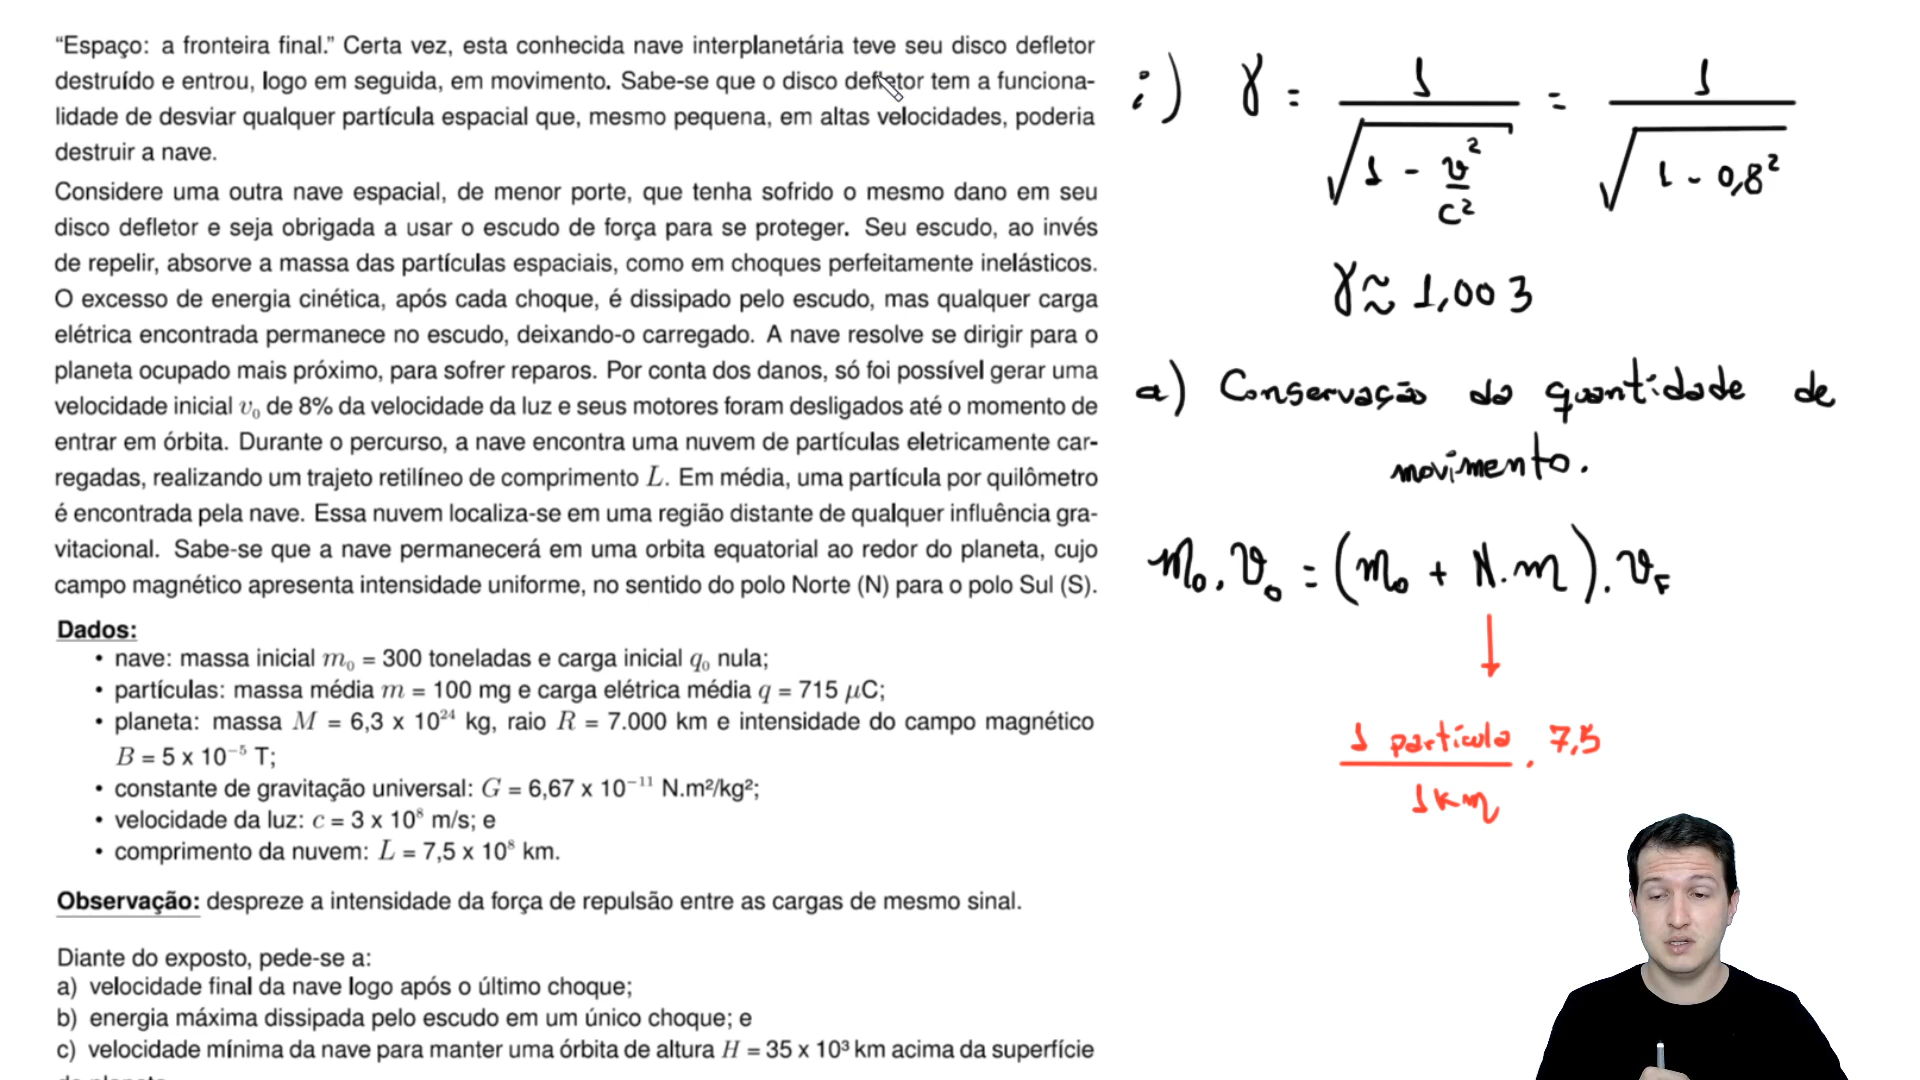 “Espaço: a fronteira final.” Certa vez, esta conhecida nave interplanetária teve seu disco defletor
destruído e entrou, logo em seguida, em movimento. Sabe-se que o disco defletor tem a funciona-
lidade de desviar qualquer partícula espacial que, mesmo pequena, em altas velocidades, poderia
destruir a nave.
Considere uma outra nave espacial, de menor porte, que tenha sofrido o mesmo dano em seu
disco defletor e seja obrigada a usar o escudo de força para se proteger. Seu escudo, ao invés
de repelir, absorve a massa das partículas espaciais, como em choques perfeitamente inelásticos.
O excesso de energia cinética, após cada choque, é dissipado pelo escudo, mas qualquer carga
elétrica encontrada permanece no escudo, deixando-o carregado. A nave resolve se dirigir para o
planeta ocupado mais próximo, para sofrer reparos. Por conta dos danos, só foi possível gerar uma
velocidade inicial v₀ de 8% da velocidade da luz e seus motores foram desligados até o momento de
entrar em órbita. Durante o percurso, a nave encontra uma nuvem de partículas eletricamente car-
regadas, realizando um trajeto retilíneo de comprimento L. Em média, uma partícula por quilômetro
é encontrada pela nave. Essa nuvem localiza-se em uma região distante de qualquer influência gra-
vitacional. Sabe-se que a nave permanecerá em uma orbita equatorial ao redor do planeta, cujo
campo magnético apresenta intensidade uniforme, no sentido do polo Norte (N) para o polo Sul (S).
Dados:
• nave: massa inicial m₀ = 300 toneladas e carga inicial q₀ nula;
• partículas: massa média m = 100 mg e carga elétrica média q = 715 μC;
• planeta: massa M = 6,3 x 10²⁴ kg, raio R = 7.000 km e intensidade do campo magnético
B = 5 x 10⁻⁵ T;
• constante de gravitação universal: G = 6,67 x 10⁻¹¹ N.m²/kg²;
• velocidade da luz: c = 3 x 10⁸ m/s; e
• comprimento da nuvem: L = 7,5 x 10⁸ km.
Observação: despreze a intensidade da força de repulsão entre as cargas de mesmo sinal.
Diante do exposto, pede-se a:
a) velocidade final da nave logo após o último choque;
b) energia máxima dissipada pelo escudo em um único choque; e
c) velocidade mínima da nave para manter uma órbita de altura H = 35 x 10³ km acima da superfície
i) γ = 1 / √(1 - v²/c²) = 1 / √(1 - 0,8²)
γ ≈ 1,003
a) Conservação da quantidade de
movimento.
m₀ . v₀ = (m₀ + N.m) . v_F
1 partícula . 7,5
1 km